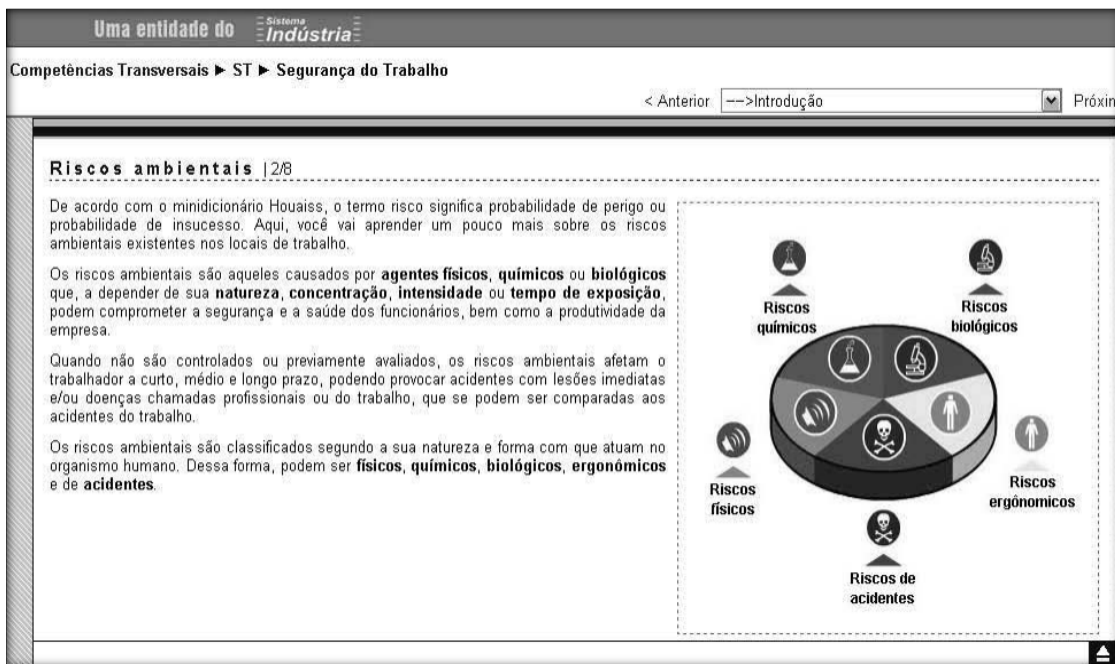 Uma entidade do Sistema Indústria
Competências Transversais ► ST ► Segurança do Trabalho
< Anterior -->Introdução Próxin
Riscos ambientais | 2/8
De acordo com o minidicionário Houaiss, o termo risco significa probabilidade de perigo ou
probabilidade de insucesso. Aqui, você vai aprender um pouco mais sobre os riscos
ambientais existentes nos locais de trabalho.
Os riscos ambientais são aqueles causados por agentes físicos, químicos ou biológicos
que, a depender de sua natureza, concentração, intensidade ou tempo de exposição,
podem comprometer a segurança e a saúde dos funcionários, bem como a produtividade da
empresa.
Quando não são controlados ou previamente avaliados, os riscos ambientais afetam o
trabalhador a curto, médio e longo prazo, podendo provocar acidentes com lesões imediatas
e/ou doenças chamadas profissionais ou do trabalho, que se podem ser comparadas aos
acidentes do trabalho.
Os riscos ambientais são classificados segundo a sua natureza e forma com que atuam no
organismo humano. Dessa forma, podem ser físicos, químicos, biológicos, ergonômicos
e de acidentes.
Riscos
químicos
Riscos
biológicos
Riscos
físicos
Riscos
ergônomicos
Riscos de
acidentes